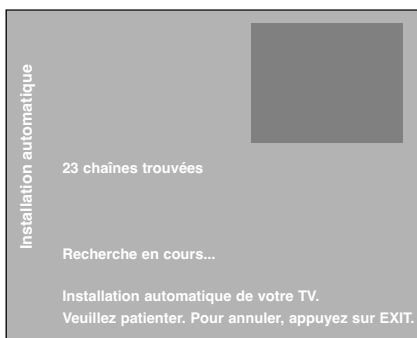 Installation automatique
23 chaînes trouvées
Recherche en cours...
Installation automatique de votre TV.
Veuillez patienter. Pour annuler, appuyez sur EXIT.